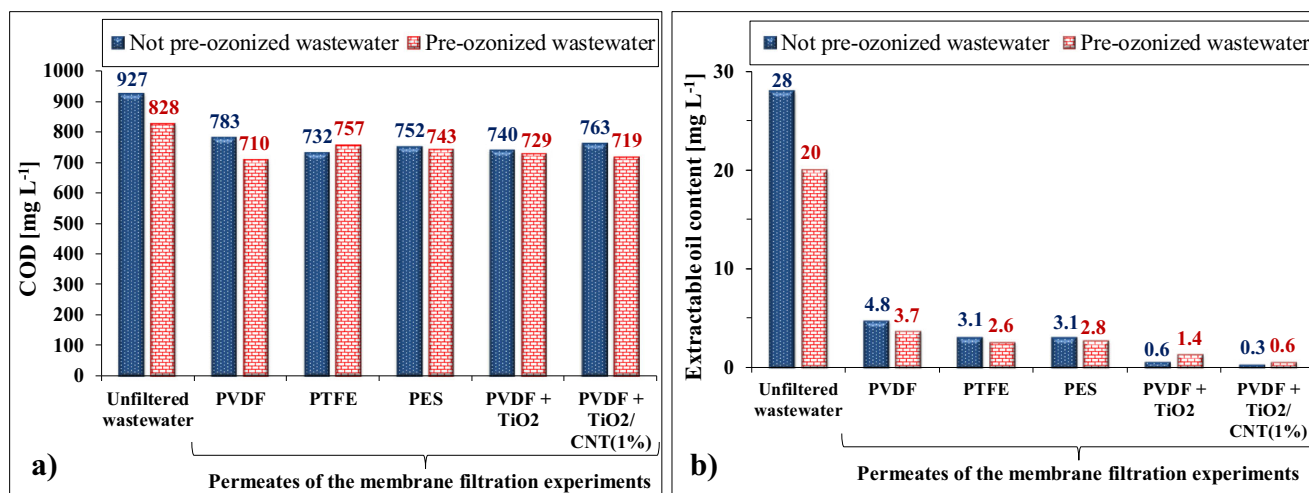 Not pre-ozonized wastewater Pre-ozonized wastewater
COD [mg L-1]
1000
900
800
700
600
500
400
300
200
100
0
927
828
783
710
732
757
752
743
740
729
763
719
Unfiltered wastewater
PVDF
PTFE
PES
PVDF + TiO2
PVDF + TiO2/ CNT(1%)
a)
Permeates of the membrane filtration experiments
Not pre-ozonized wastewater Pre-ozonized wastewater
Extractable oil content [mg L-1]
30
20
10
0
28
20
4.8
3.7
3.1
2.6
3.1
2.8
0.6
1.4
0.3
0.6
Unfiltered wastewater
PVDF
PTFE
PES
PVDF + TiO2
PVDF + TiO2/ CNT(1%)
b)
Permeates of the membrane filtration experiments